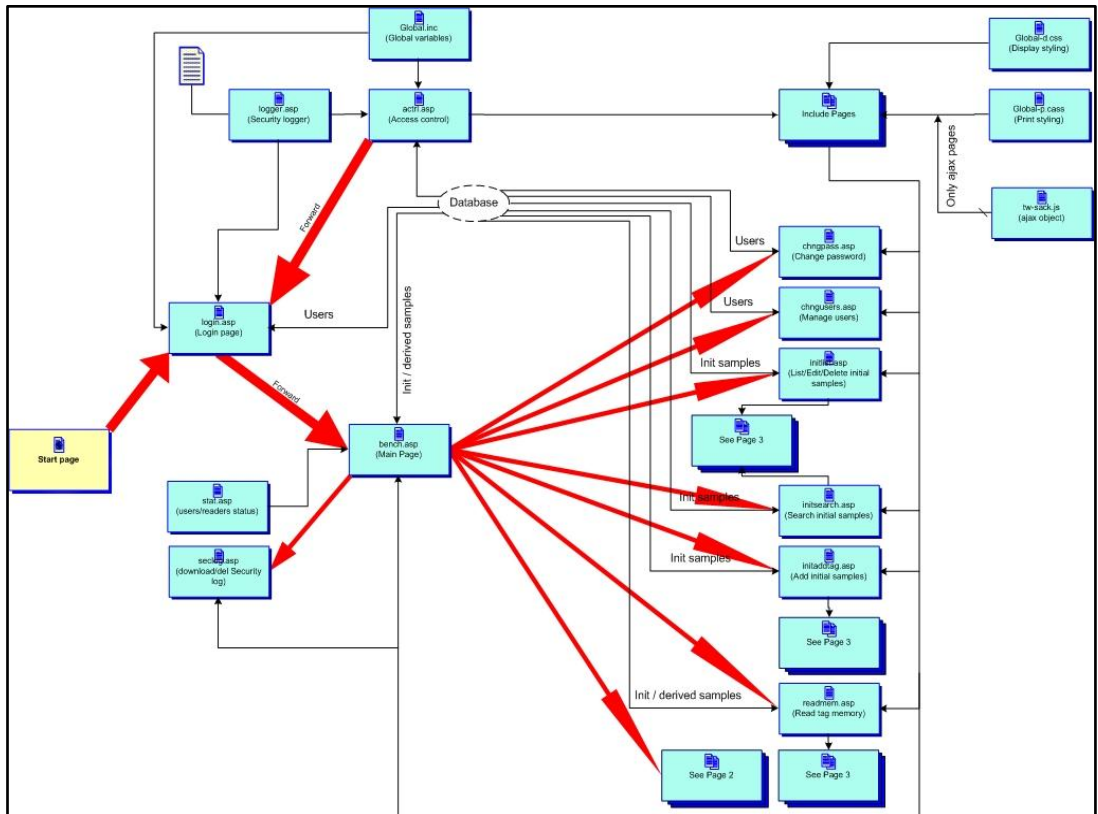 Global.inc
(Global variables)
Global-d.css
(Display styling)
logger.asp
(Security logger)
actrl.asp
(Access control)
Include Pages
Global-p.cass
(Print styling)
Only ajax pages
tw-sack.js
(ajax object)
Database
Forward
Users
chngpass.asp
(Change password)
chngusers.asp
(Manage users)
login.asp
(Login page)
Users
Init / derived samples
Init samples
(List/Edit/Delete initial
samples)
Forward
See Page 3
bench.asp
(Main Page)
Start page
stat.asp
(users/readers status)
Init samples
initsearch.asp
(Search initial samples)
seclog.asp
(download/del Security
log)
Init samples
initaddtag.asp
(Add initial samples)
See Page 3
Init / derived samples
readmem.asp
(Read tag memory)
See Page 2
See Page 3